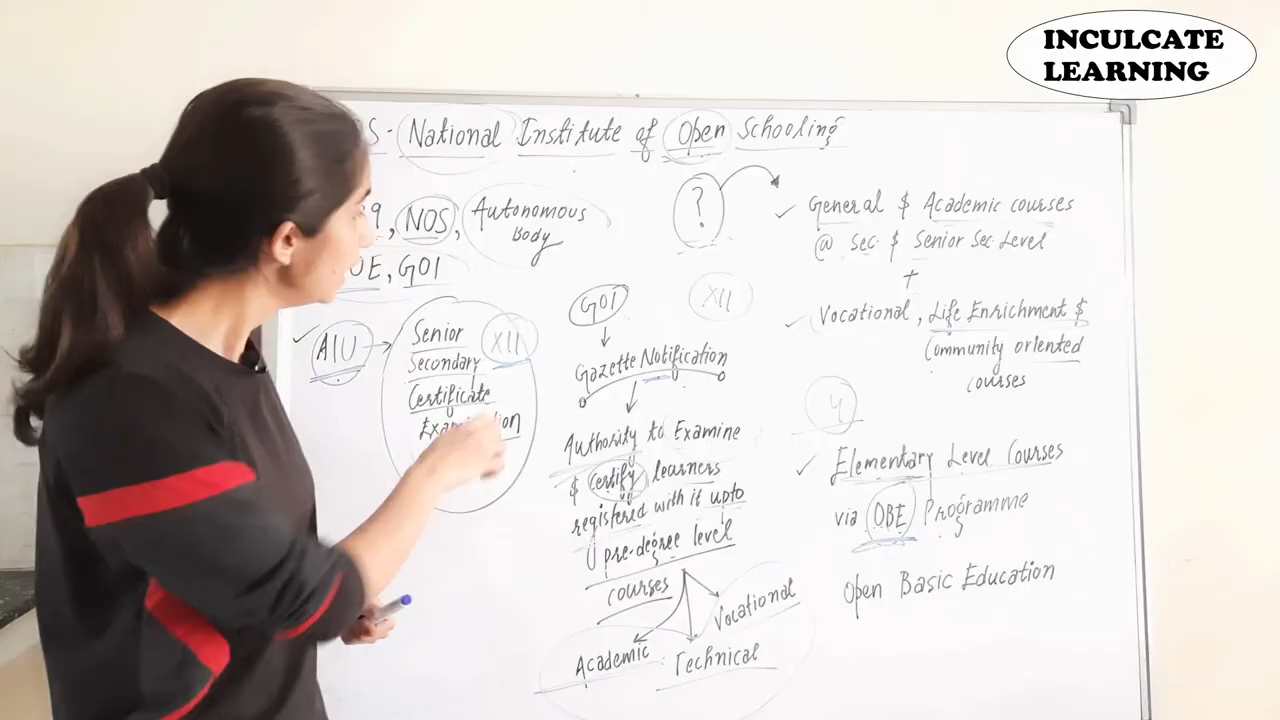 INCULCATE
LEARNING
S - National Institute of Open Schooling
9, NOS, Autonomous
Body
OE, GOI
AIU → Senior
Secondary XII
Certificate
GOI
Gazette Notification
Authority to Examine
& Certify learners
registered with it upto
pre-degree level
courses
Academic
Technical
Vocational
?
XII
General & Academic courses
@ Sec. & Senior Sec. Level
+
Vocational, Life Enrichment &
Community oriented
courses
4
Elementary Level Courses
via OBE Programme
Open Basic Education